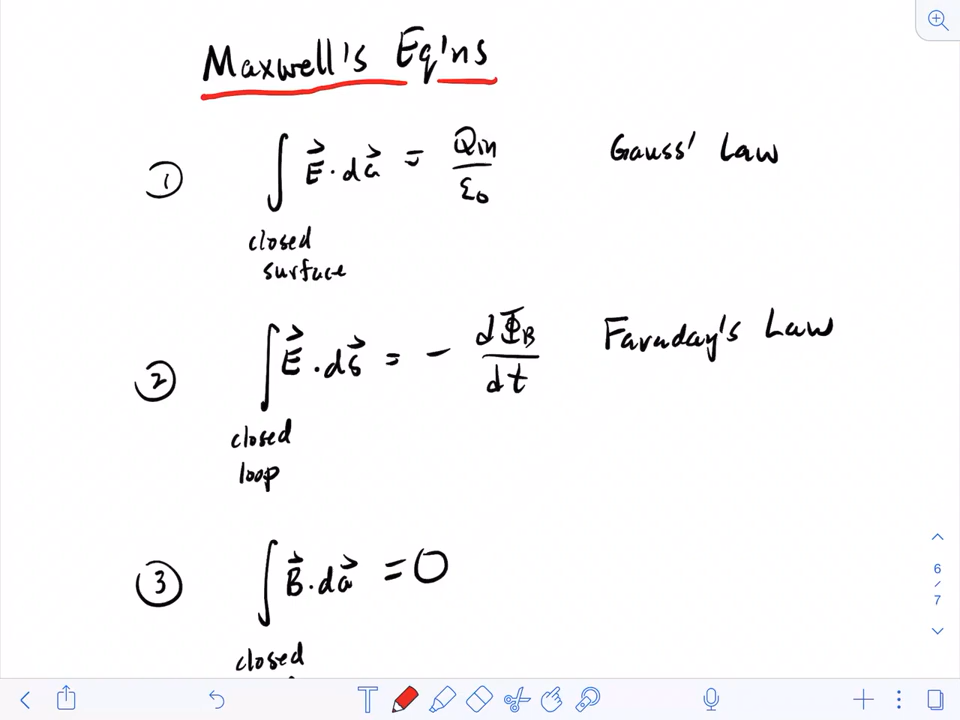 Maxwell's Eq'ns
① ∫ E⃗ · da⃗ = Qin / ε0 Gauss' Law
closed
surface
② ∫ E⃗ · ds⃗ = - dΦB / dt Faraday's Law
closed
loop
③ ∫ B⃗ · da⃗ = 0
closed
6
/
7
T